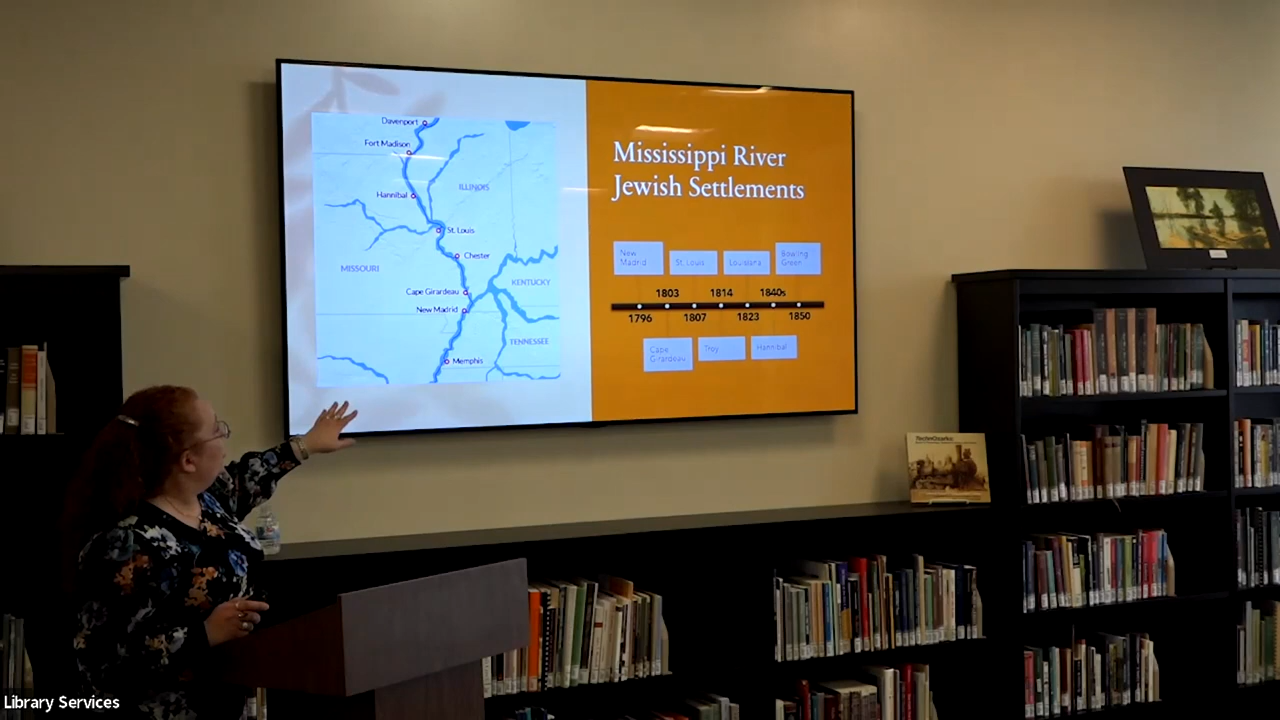 Davenport
Fort Madison
ILLINOIS
Hannibal
St. Louis
Chester
MISSOURI
KENTUCKY
Cape Girardeau
New Madrid
TENNESSEE
Memphis
Mississippi River
Jewish Settlements
New
Madrid
St. Louis
Louisiana
Bowling
Green
1803
1814
1840s
1796
1807
1823
1850
Cape
Girardeau
Troy
Hannibal
Library Services